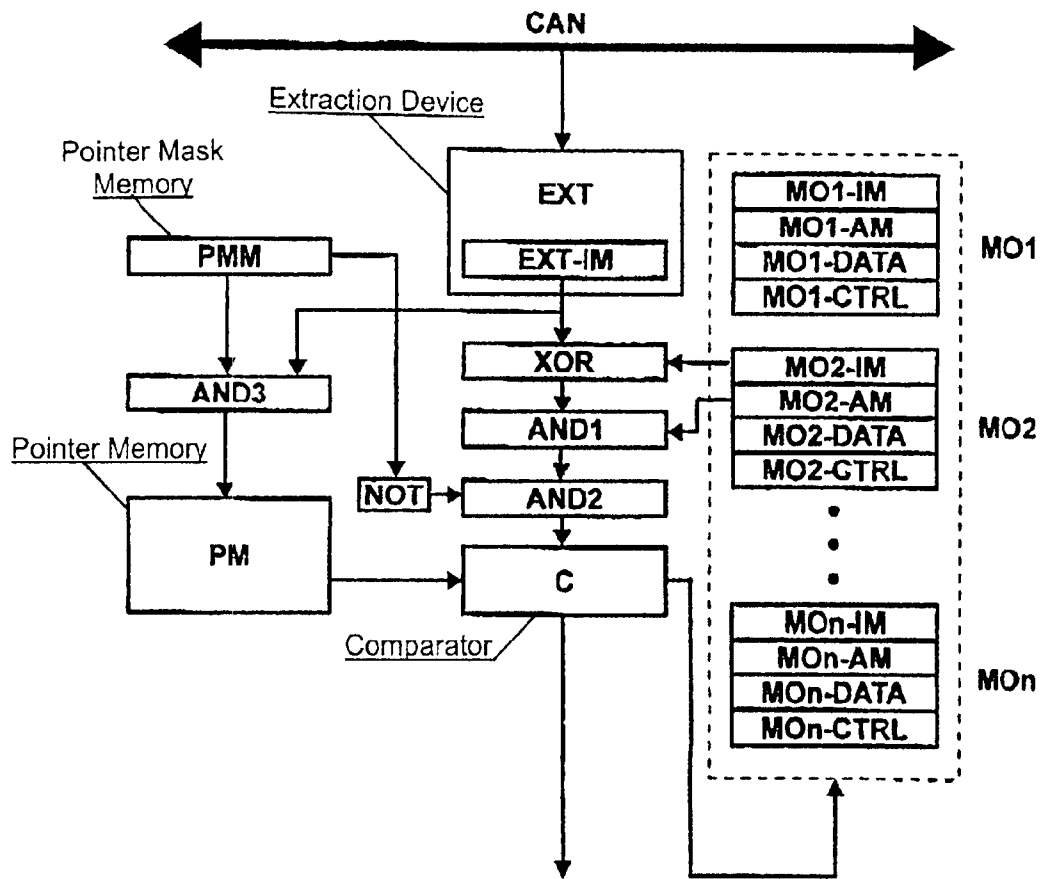 CAN
Extraction Device
Pointer Mask
Memory
EXT
EXT-IM
PMM
MO1-IM
MO1-AM
MO1-DATA
MO1-CTRL
MO1
XOR
AND3
AND1
MO2-IM
MO2-AM
MO2-DATA
MO2-CTRL
MO2
Pointer Memory
NOT
AND2
PM
C
Comparator
MOn-IM
MOn-AM
MOn-DATA
MOn-CTRL
MOn